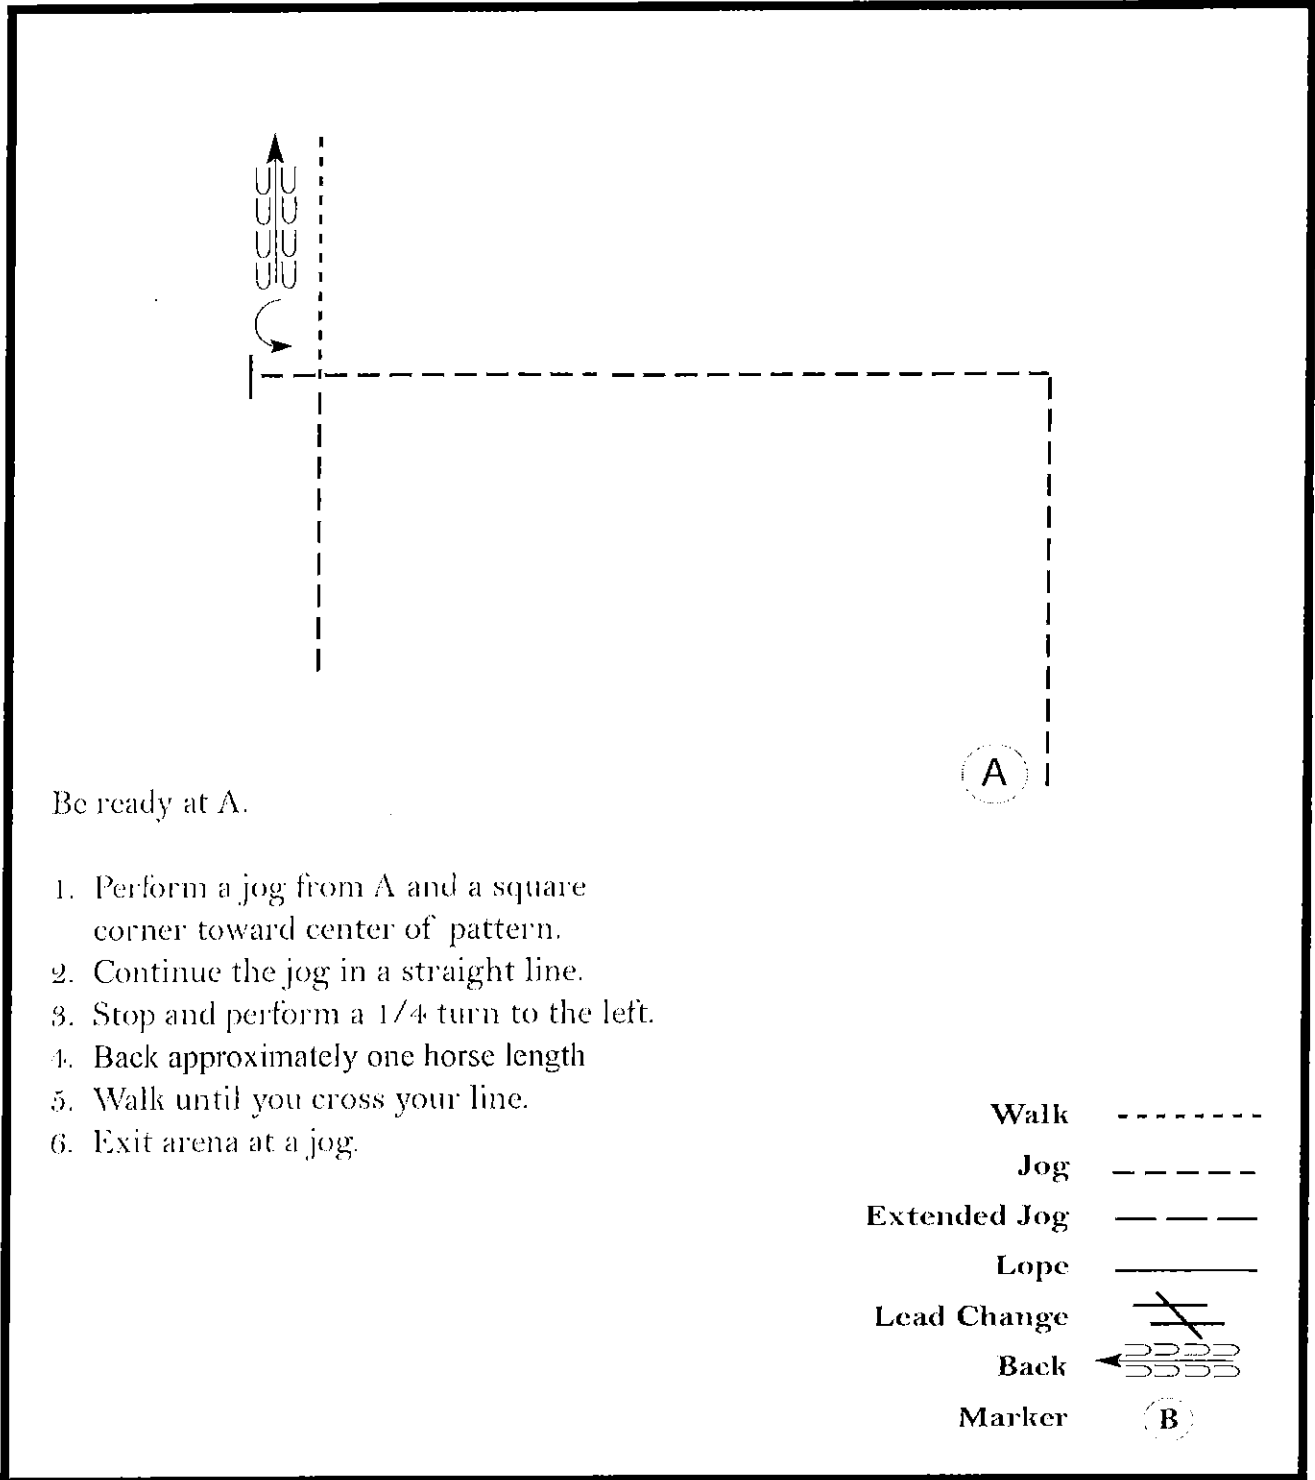 A
Be ready at A.
1. Perform a jog from A and a square
corner toward center of pattern.
2. Continue the jog in a straight line.
3. Stop and perform a 1/4 turn to the left.
4. Back approximately one horse length
5. Walk until you cross your line.
6. Exit arena at a jog.
Walk
Jog
Extended Jog
Lope
Lead Change
Back
Marker B